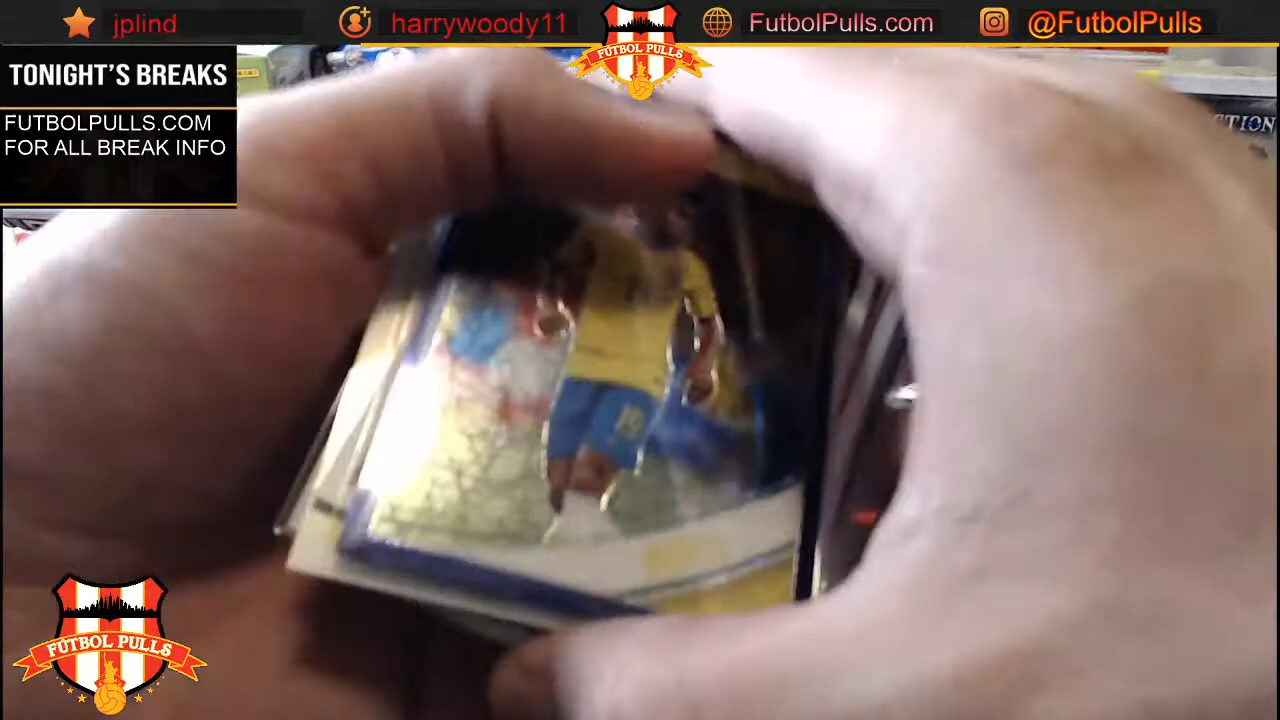 jplind
harrywoody11
FutbolPulls.com
@FutbolPulls
FUTBOL PULLS
TONIGHT'S BREAKS
FUTBOLPULLS.COM
FOR ALL BREAK INFO
FUTBOL PULLS